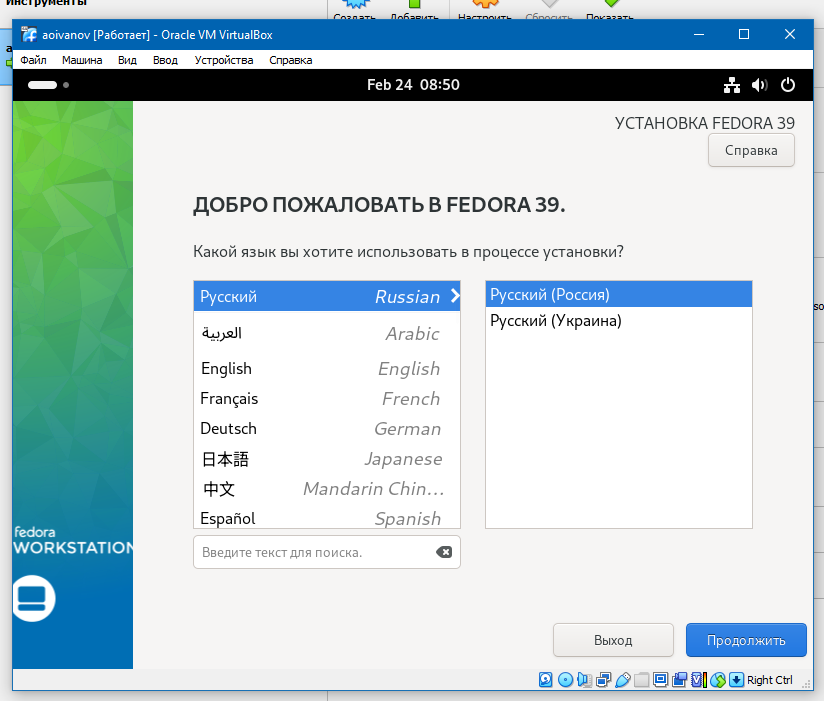 Инструменты
Создать Добавить Настроить Сбросить Показать
aoivanov [Работает] - Oracle VM VirtualBox
Файл Машина Вид Ввод Устройства Справка
Feb 24 08:50
УСТАНОВКА FEDORA 39
Справка
ДОБРО ПОЖАЛОВАТЬ В FEDORA 39.
Какой язык вы хотите использовать в процессе установки?
Русский Russian
Русский (Россия)
Русский (Украина)
العربية Arabic
English English
Français French
Deutsch German
日本語 Japanese
中文 Mandarin Chin...
Español Spanish
Введите текст для поиска.
fedora
WORKSTATION
Выход
Продолжить
Right Ctrl